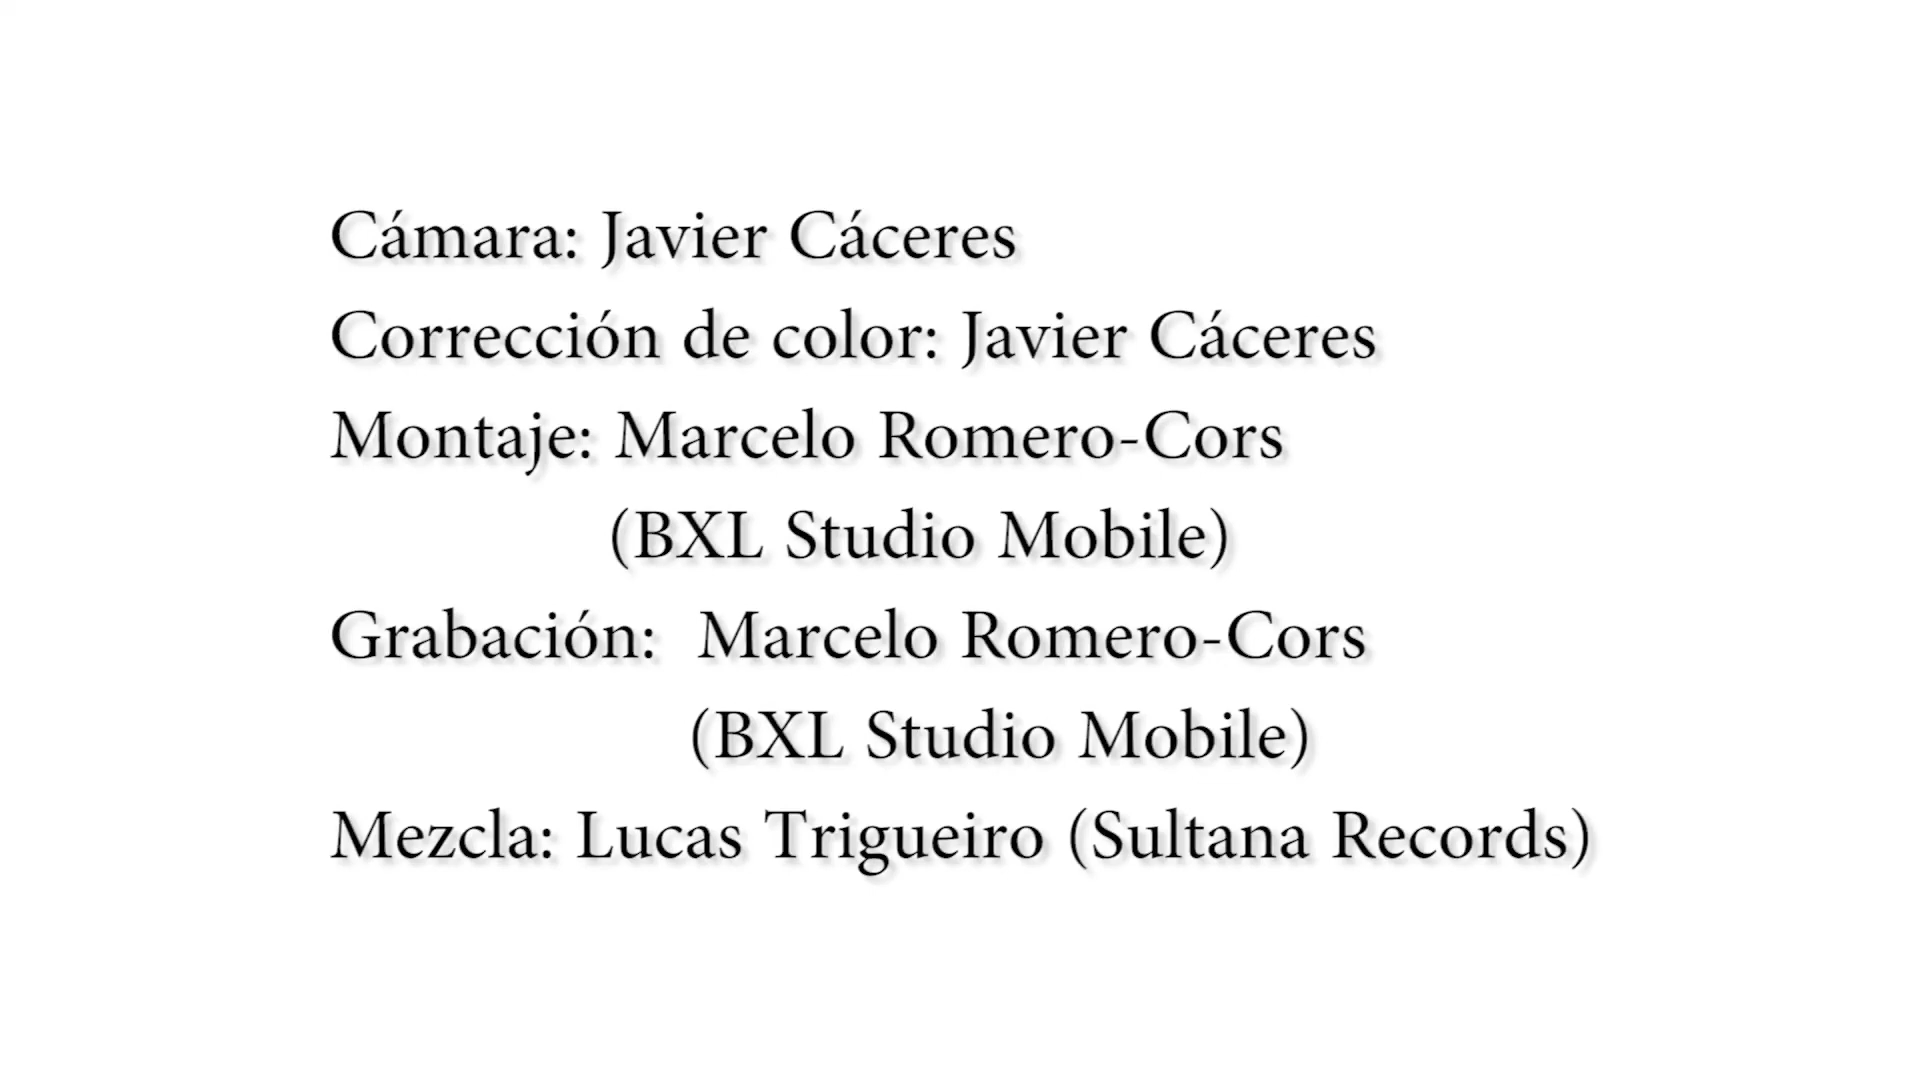 Cámara: Javier Cáceres
Corrección de color: Javier Cáceres
Montaje: Marcelo Romero-Cors
(BXL Studio Mobile)
Grabación: Marcelo Romero-Cors
(BXL Studio Mobile)
Mezcla: Lucas Trigueiro (Sultana Records)